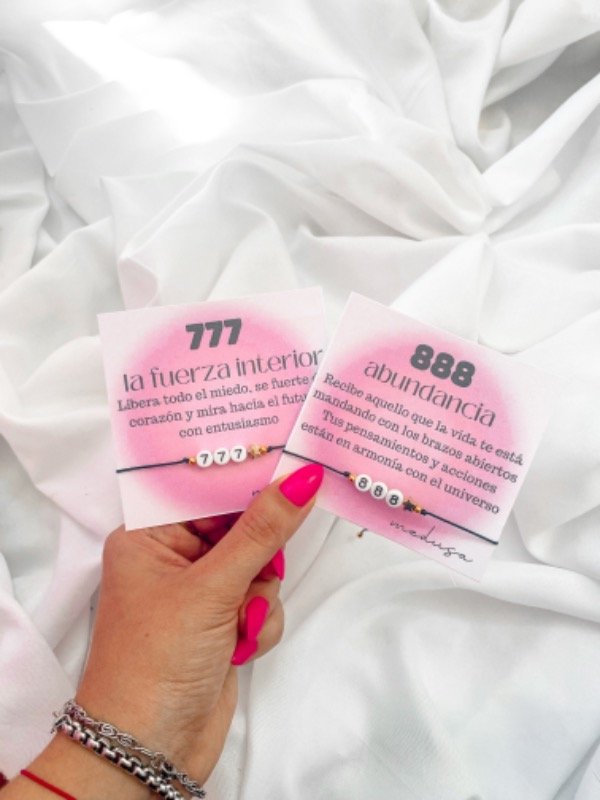 777
la fuerza interior
Libera todo el miedo, se fuerte
corazón y mira hacia el
con entusiasmo
777
888
abundancia
Recibe aquello que la vida te está
mandando con los brazos abiertos
Tus pensamientos y acciones
están en armonía con el universo
888
medusa